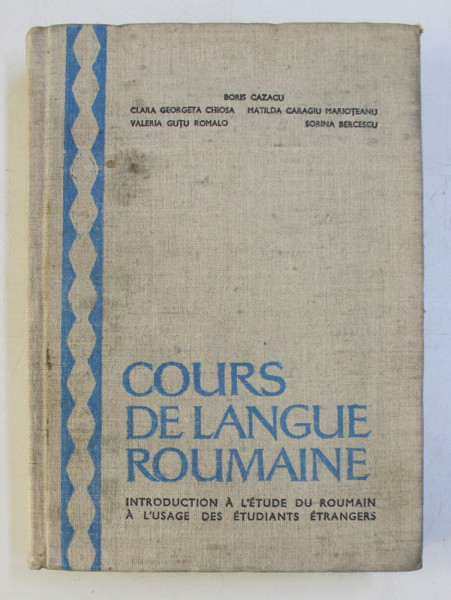 BORIS CAZACU
CLARA GEORGETA CHIOSA MATILDA CARAGIU MARIOȚEANU
VALERIA GUȚU ROMALO SORINA BERCESCU
COURS
DE LANGUE
ROUMAINE
INTRODUCTION À L'ÉTUDE DU ROUMAIN
À L'USAGE DES ÉTUDIANTS ÉTRANGERS